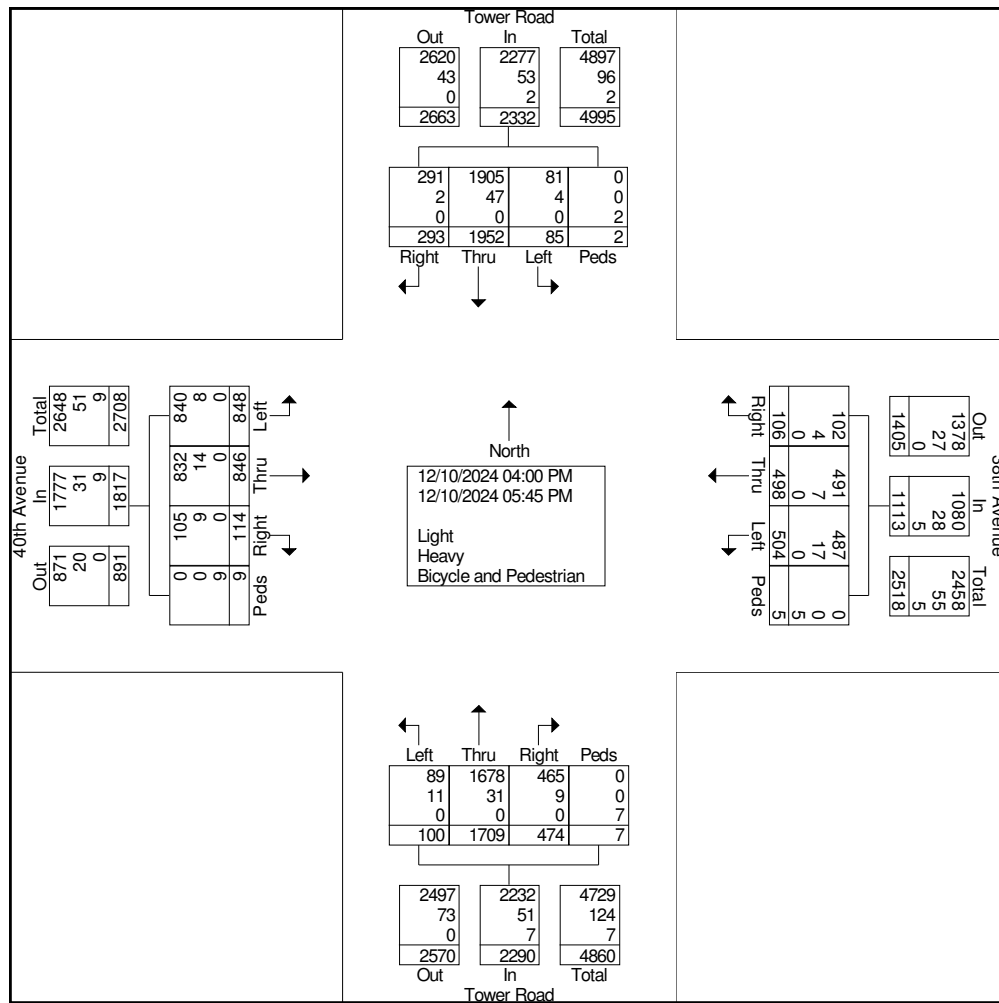 Tower Road
Out In Total
2620 2277 4897
43 53 96
0 2 2
2663 2332 4995
291 1905 81 0
2 47 4 0
0 0 0 2
293 1952 85 2
Right Thru Left Peds
40th Avenue
Total In Out
2648 1777 871
51 31 20
9 9 0
2708 1817 891
840 832 105 0
8 14 9 0
0 0 0 9
848 846 114 9
Left Thru Right Peds
North
12/10/2024 04:00 PM
12/10/2024 05:45 PM
Light
Heavy
Bicycle and Pedestrian
Right Thru Left Peds
106 498 504 5
0 0 0 5
4 7 17 0
102 491 487 0
Out In Total
1405 1113 2518
0 5 5
27 28 55
1378 1080 2458
Avenue
Left Thru Right Peds
89 1678 465 0
11 31 9 0
0 0 0 7
100 1709 474 7
2497 2232 4729
73 51 124
0 7 7
2570 2290 4860
Out In Total
Tower Road